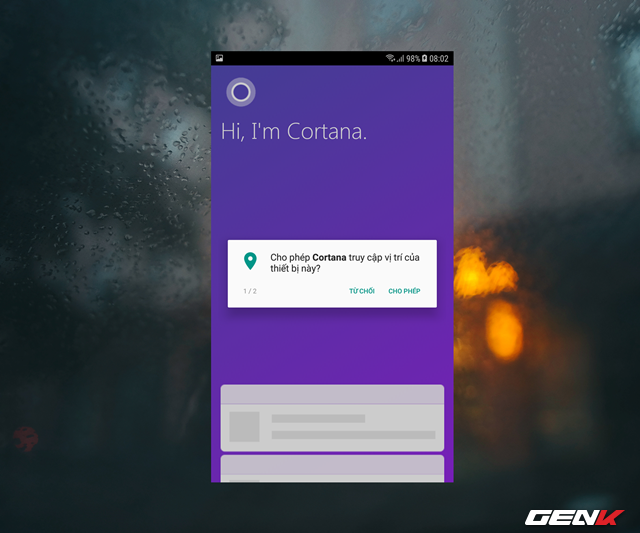 98% 08:02
Hi, I'm Cortana.
Cho phép Cortana truy cập vị trí của
thiết bị này?
1 / 2 TỪ CHỐI CHO PHÉP
GENK